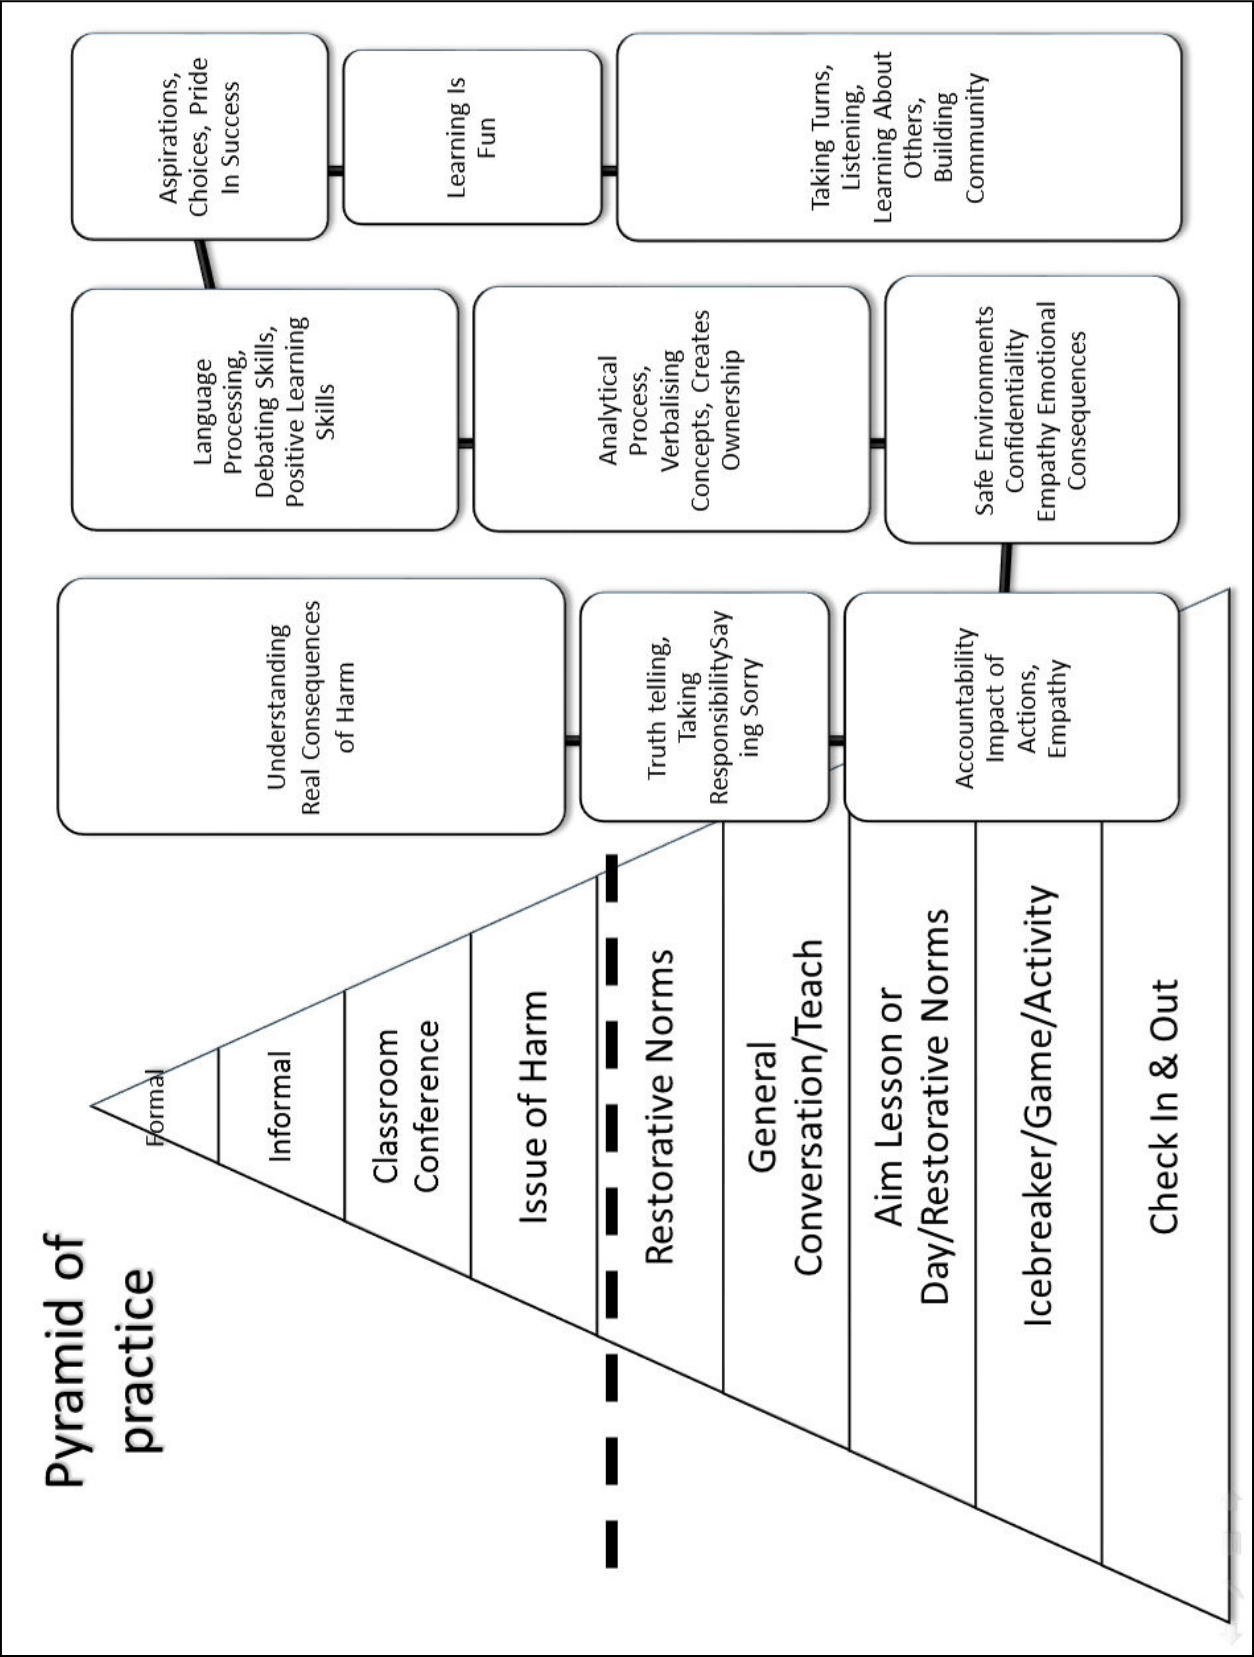 Pyramid of
practice
Formal
Informal
Classroom
Conference
Issue of Harm
Restorative Norms
General
Conversation/Teach
Aim Lesson or
Day/Restorative Norms
Icebreaker/Game/Activity
Check In & Out
Understanding
Real Consequences
of Harm
Truth telling,
Taking
ResponsibilitySay
ing Sorry
Accountability
Impact of
Actions,
Empathy
Safe Environments
Confidentiality
Empathy Emotional
Consequences
Analytical
Process,
Verbalising
Concepts, Creates
Ownership
Language
Processing,
Debating Skills,
Positive Learning
Skills
Aspirations,
Choices, Pride
In Success
Learning Is
Fun
Taking Turns,
Listening,
Learning About
Others,
Building
Community